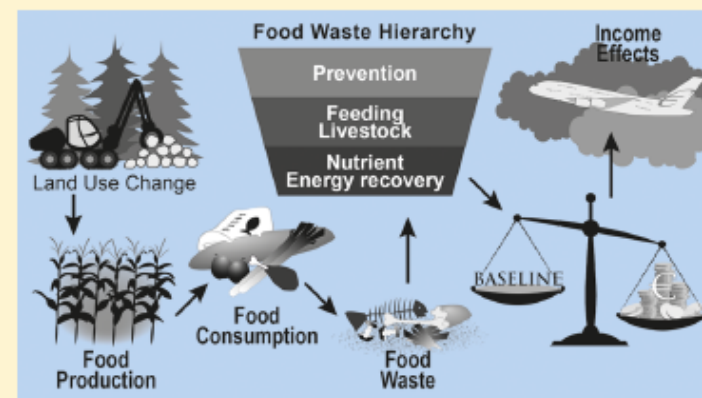 Food Waste Hierarchy
Prevention
Feeding
Livestock
Nutrient
Energy recovery
Income
Effects
Land Use Change
BASELINE
€
Food
Consumption
Food
Production
Food
Waste